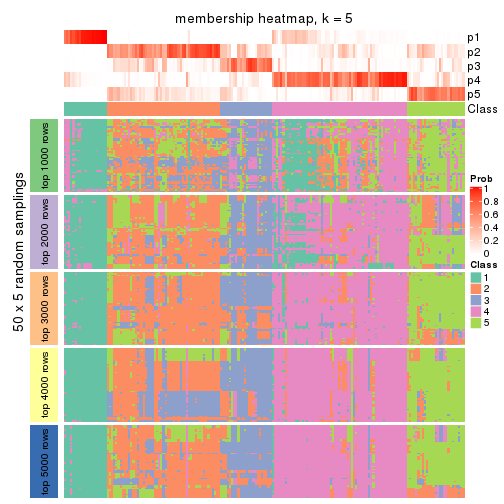 membership heatmap, k = 5
p1
p2
p3
p4
p5
Class
50 x 5 random samplings
top 1000 rows
top 2000 rows
top 3000 rows
top 4000 rows
top 5000 rows
Prob
1
0.8
0.6
0.4
0.2
0
Class
1
2
3
4
5